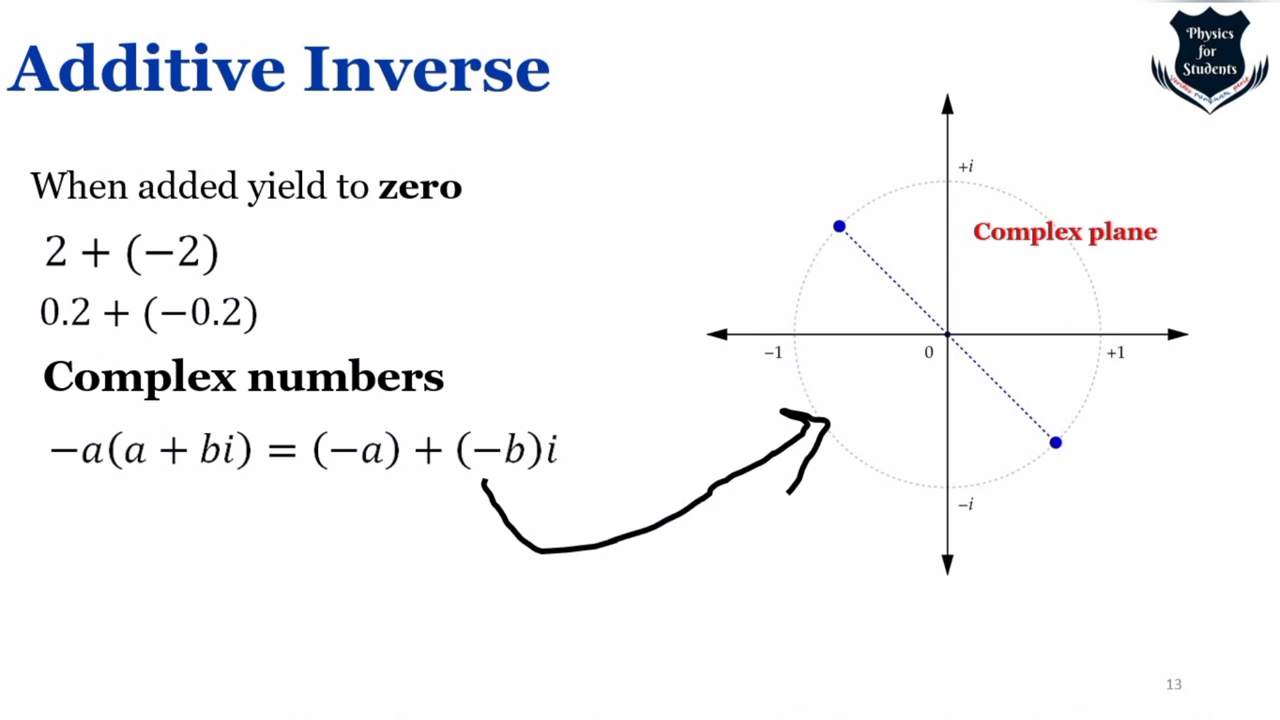 Additive Inverse
Physics
for
Students
When added yield to zero
2 + (−2)
0.2 + (−0.2)
Complex numbers
−a(a + bi) = (−a) + (−b)i
+i
Complex plane
−1
0
+1
−i
13